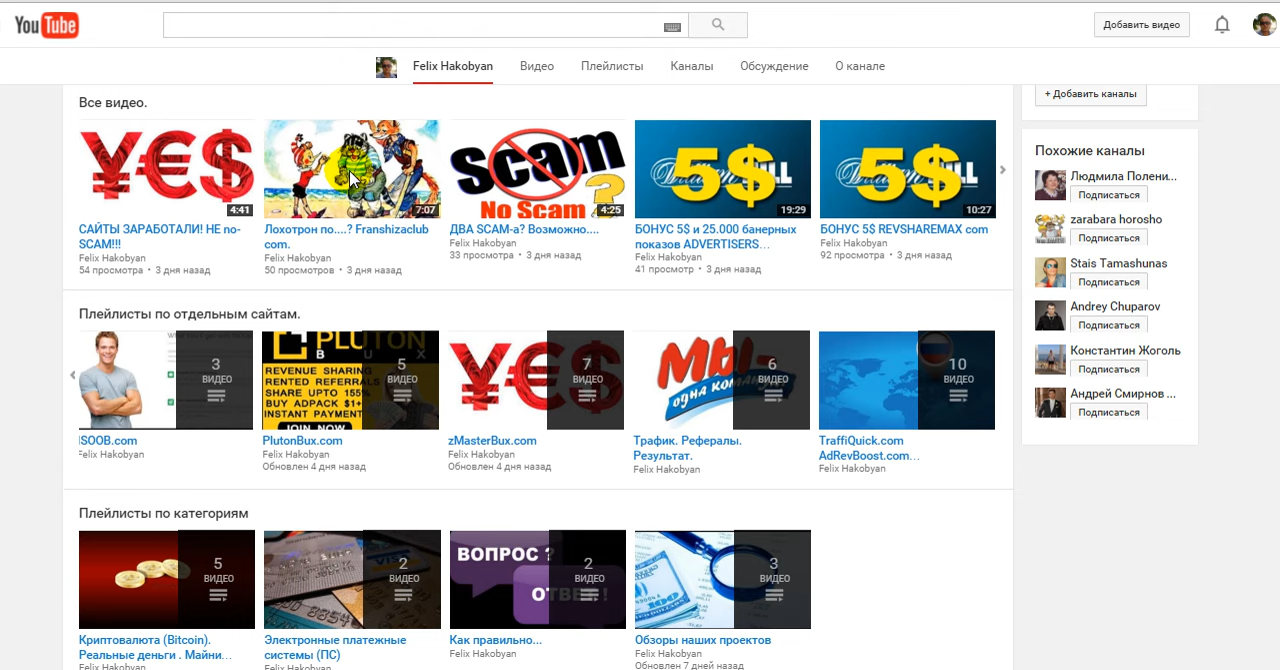 YouTube
Добавить видео
Felix Hakobyan Видео Плейлисты Каналы Обсуждение О канале
+ Добавить каналы
Все видео.
YES$
Scam
?
No Scam
5$
5$
4:41
7:07
4:25
19:29
10:27
САЙТЫ ЗАРАБОТАЛИ! НЕ no-
SCAM!!!
Felix Hakobyan
54 просмотра • 3 дня назад
Лохотрон по....? Franshizaclub
com.
Felix Hakobyan
50 просмотров • 3 дня назад
ДВА SCAM-а? Возможно....
Felix Hakobyan
33 просмотра • 3 дня назад
БОНУС 5$ и 25.000 банерных
показов ADVERTISERS...
Felix Hakobyan
41 просмотр • 3 дня назад
БОНУС 5$ REVSHAREMAX com
Felix Hakobyan
92 просмотра • 3 дня назад
Плейлисты по отдельным сайтам.
3
ВИДЕО
PLUTON
BUX
REVENUE SHARING
RENTED REFERRALS
SHARE UPTO 155%
BUY ADPACK $1+
INSTANT PAYMENT
JOIN NOW
5
ВИДЕО
7
ВИДЕО
Мы-
одна команда
6
ВИДЕО
10
ВИДЕО
ISOOB.com
Felix Hakobyan
PlutonBux.com
Felix Hakobyan
Обновлен 4 дня назад
zMasterBux.com
Felix Hakobyan
Обновлен 4 дня назад
Трафик. Рефералы.
Результат.
Felix Hakobyan
TraffiQuick.com
AdRevBoost.com...
Felix Hakobyan
Плейлисты по категориям
5
ВИДЕО
2
ВИДЕО
ВОПРОС ?
ОТВЕТ !
2
ВИДЕО
3
ВИДЕО
Криптовалюта (Bitcoin).
Реальные деньги . Майни...
Felix Hakobyan
Электронные платежные
системы (ПС)
Felix Hakobyan
Как правильно...
Felix Hakobyan
Обзоры наших проектов
Felix Hakobyan
Обновлен 7 дней назад
Похожие каналы
Людмила Полени...
Подписаться
zarabara horosho
Подписаться
Stais Tamashunas
Подписаться
Andrey Chuparov
Подписаться
Константин Жоголь
Подписаться
Андрей Смирнов ...
Подписаться